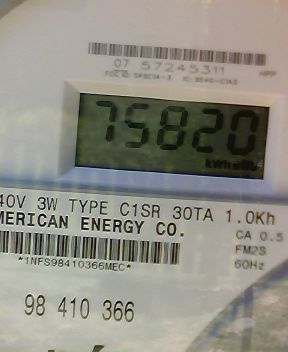 07 57245311
HPP
75820
kWh
40V 3W TYPE C1SR 30TA 1.0Kh
MERICAN ENERGY CO.
CA 0.5
FM2S
60Hz
*1NFS98410366MEC*
98 410 366